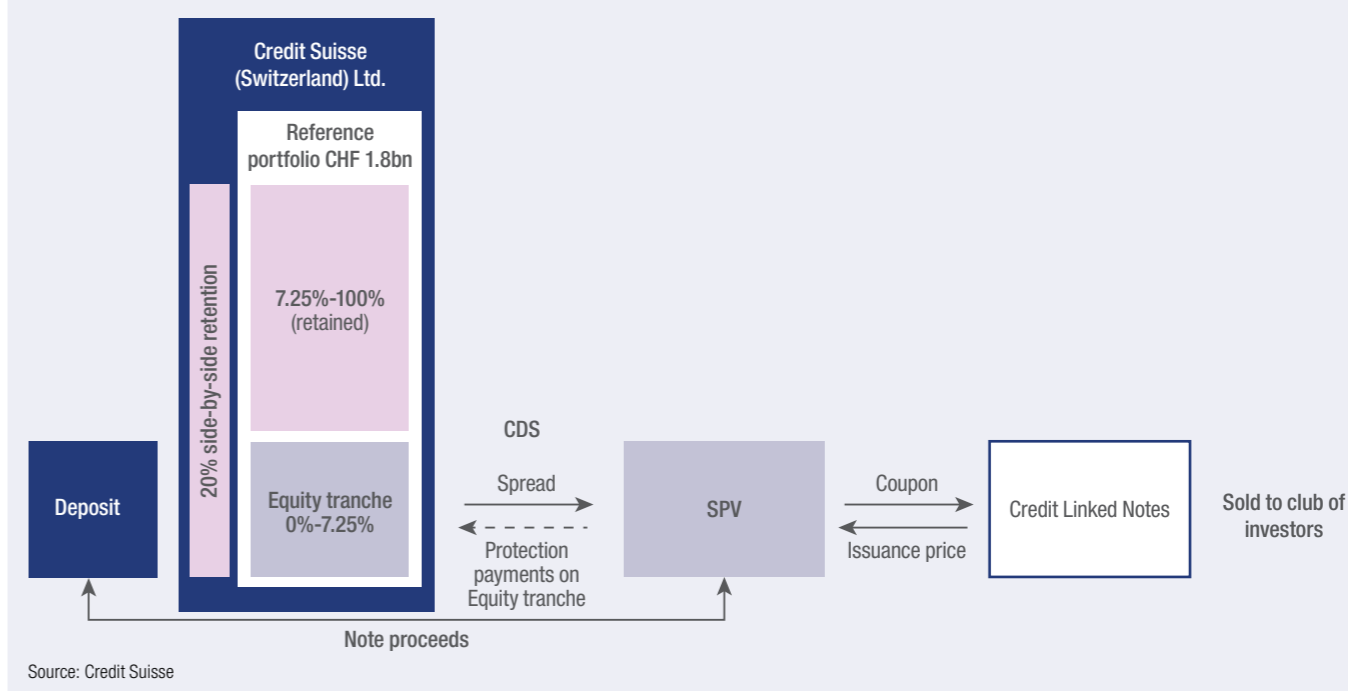 Credit Suisse
(Switzerland) Ltd.
Reference
portfolio CHF 1.8bn
20% side-by-side retention
7.25%-100%
(retained)
Equity tranche
0%-7.25%
Deposit
CDS
Spread
Protection
payments on
Equity tranche
SPV
Coupon
Issuance price
Credit Linked Notes
Sold to club of
investors
Note proceeds
Source: Credit Suisse